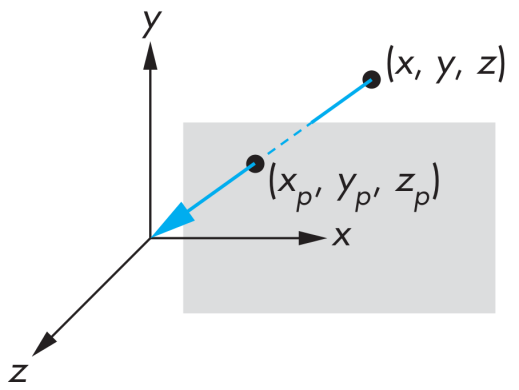 y
(x, y, z)
(xₚ, yₚ, zₚ)
x
z